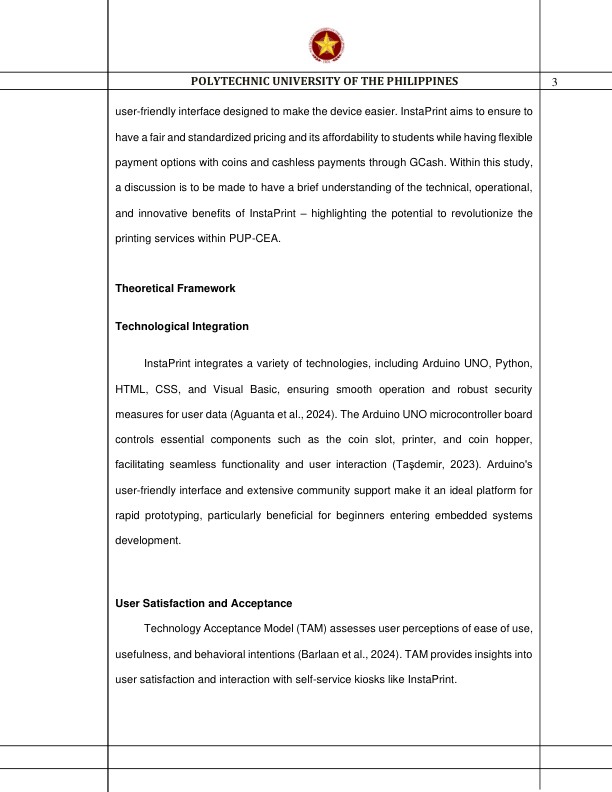 POLYTECHNIC UNIVERSITY OF THE PHILIPPINES 3
user-friendly interface designed to make the device easier. InstaPrint aims to ensure to
have a fair and standardized pricing and its affordability to students while having flexible
payment options with coins and cashless payments through GCash. Within this study,
a discussion is to be made to have a brief understanding of the technical, operational,
and innovative benefits of InstaPrint – highlighting the potential to revolutionize the
printing services within PUP-CEA.
Theoretical Framework
Technological Integration
InstaPrint integrates a variety of technologies, including Arduino UNO, Python,
HTML, CSS, and Visual Basic, ensuring smooth operation and robust security
measures for user data (Aguanta et al., 2024). The Arduino UNO microcontroller board
controls essential components such as the coin slot, printer, and coin hopper,
facilitating seamless functionality and user interaction (Taşdemir, 2023). Arduino's
user-friendly interface and extensive community support make it an ideal platform for
rapid prototyping, particularly beneficial for beginners entering embedded systems
development.
User Satisfaction and Acceptance
Technology Acceptance Model (TAM) assesses user perceptions of ease of use,
usefulness, and behavioral intentions (Barlaan et al., 2024). TAM provides insights into
user satisfaction and interaction with self-service kiosks like InstaPrint.